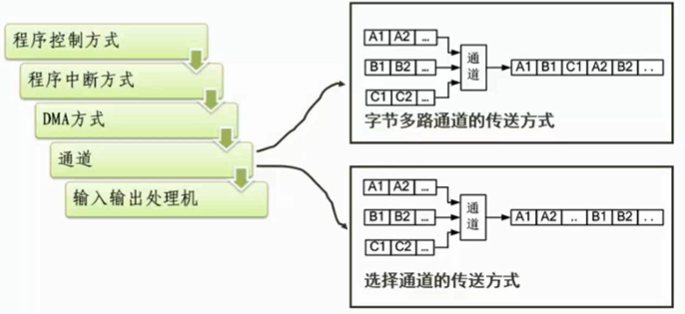 程序控制方式
程序中断方式
DMA方式
通道
输入输出处理机
A1 A2 ...
B1 B2 ...
C1 C2 ...
通道
A1 B1 C1 A2 B2 ..
字节多路通道的传送方式
A1 A2 ...
B1 B2 ...
C1 C2 ...
通道
A1 A2 .. B1 B2 ..
选择通道的传送方式